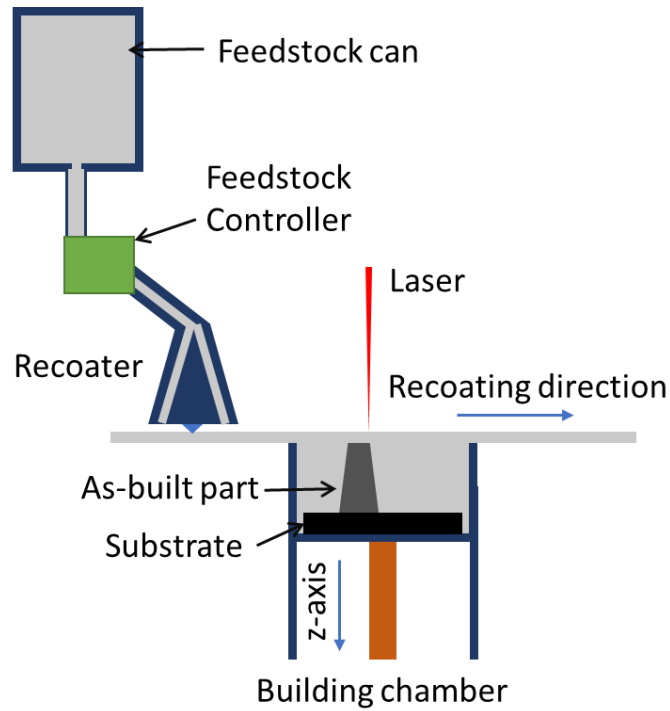 Feedstock can
Feedstock
Controller
Laser
Recoater
Recoating direction
As-built part
Substrate
z-axis
Building chamber